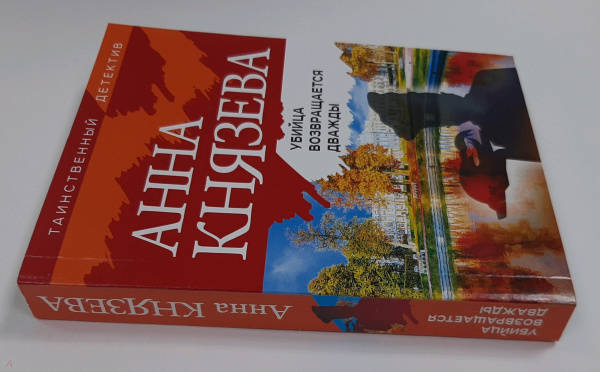 ТАИНСТВЕННЫЙ ДЕТЕКТИВ
АННА
КНЯЗЕВА
УБИЙЦА
ВОЗВРАЩАЕТСЯ
ДВАЖДЫ
Анна КНЯЗЕВА
УБИЙЦА
ВОЗВРАЩАЕТСЯ
ДВАЖДЫ